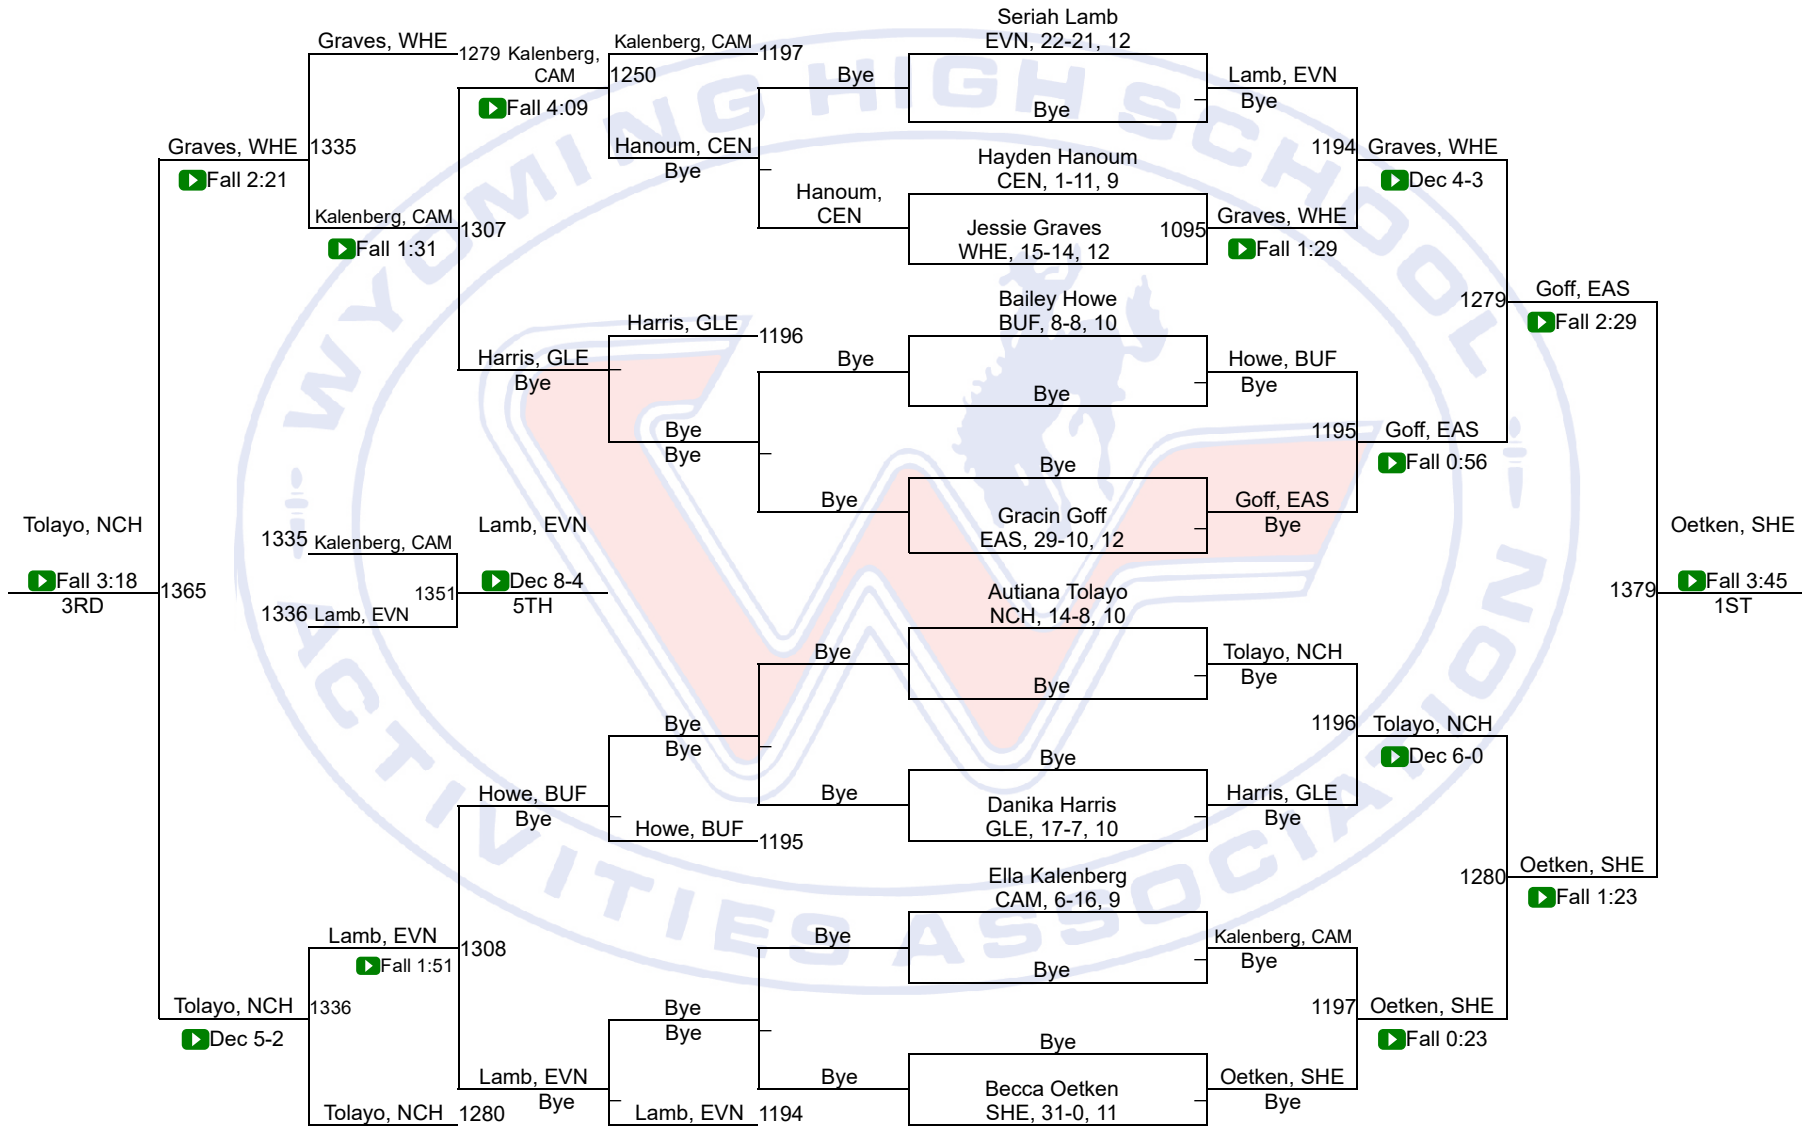 Seriah Lamb
EVN, 22-21, 12
Bye
Hayden Hanoum
CEN, 1-11, 9
Jessie Graves
WHE, 15-14, 12
1095
Bailey Howe
BUF, 8-8, 10
Bye
Bye
Gracin Goff
EAS, 29-10, 12
Autiana Tolayo
NCH, 14-8, 10
Bye
Bye
Danika Harris
GLE, 17-7, 10
Ella Kalenberg
CAM, 6-16, 9
Bye
Bye
Becca Oetken
SHE, 31-0, 11
Lamb, EVN
Bye
Graves, WHE
Fall 1:29
Howe, BUF
Bye
Goff, EAS
Bye
Tolayo, NCH
Bye
Harris, GLE
Bye
Kalenberg, CAM
Bye
Oetken, SHE
Bye
1194
Graves, WHE
Dec 4-3
1195
Goff, EAS
Fall 0:56
1196
Tolayo, NCH
Dec 6-0
1197
Oetken, SHE
Fall 0:23
1279
Goff, EAS
Fall 2:29
1280
Oetken, SHE
Fall 1:23
Oetken, SHE
1379
Fall 3:45
1ST
Bye
Hanoum,
CEN
Bye
Bye
Bye
Bye
Bye
Bye
Kalenberg, CAM
1197
Hanoum, CEN
Bye
Harris, GLE
1196
Bye
Bye
Bye
Bye
Howe, BUF
1195
Bye
Bye
Lamb, EVN
1194
1279
Kalenberg,
CAM
1250
Fall 4:09
Harris, GLE
Bye
Howe, BUF
Bye
Lamb, EVN
Bye
Graves, WHE
Kalenberg, CAM
1307
Fall 1:31
Lamb, EVN
1308
Fall 1:51
Tolayo, NCH
1280
Graves, WHE
1335
Fall 2:21
Tolayo, NCH
1336
Dec 5-2
Tolayo, NCH
Fall 3:18
1365
3RD
1335
Kalenberg, CAM
1336
Lamb, EVN
1351
Lamb, EVN
Dec 8-4
5TH
WYOMING HIGH SCHOOL
ACTIVITIES ASSOCIATION